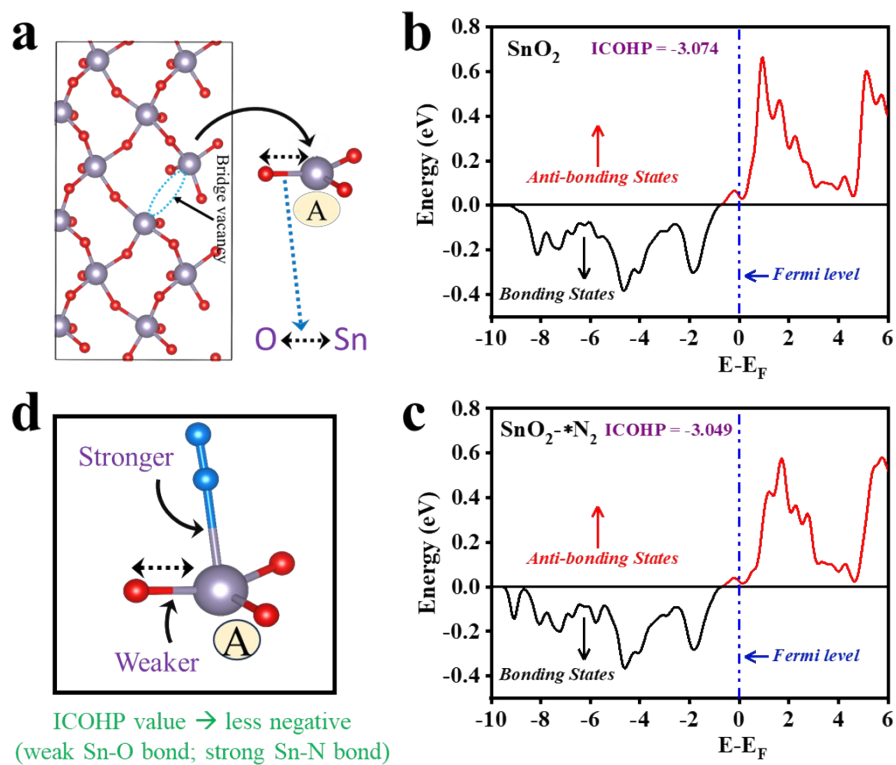 a
Bridge vacancy
A
O
Sn
b
SnO2
ICOHP = -3.074
Anti-bonding States
Bonding States
Fermi level
Energy (eV)
0.8
0.6
0.4
0.2
0.0
-0.2
-0.4
-10 -8 -6 -4 -2 0 2 4 6
E-EF
d
Stronger
Weaker
A
ICOHP value → less negative
(weak Sn-O bond; strong Sn-N bond)
c
SnO2-*N2 ICOHP = -3.049
Anti-bonding States
Bonding States
Fermi level
Energy (eV)
0.8
0.6
0.4
0.2
0.0
-0.2
-0.4
-10 -8 -6 -4 -2 0 2 4 6
E-EF